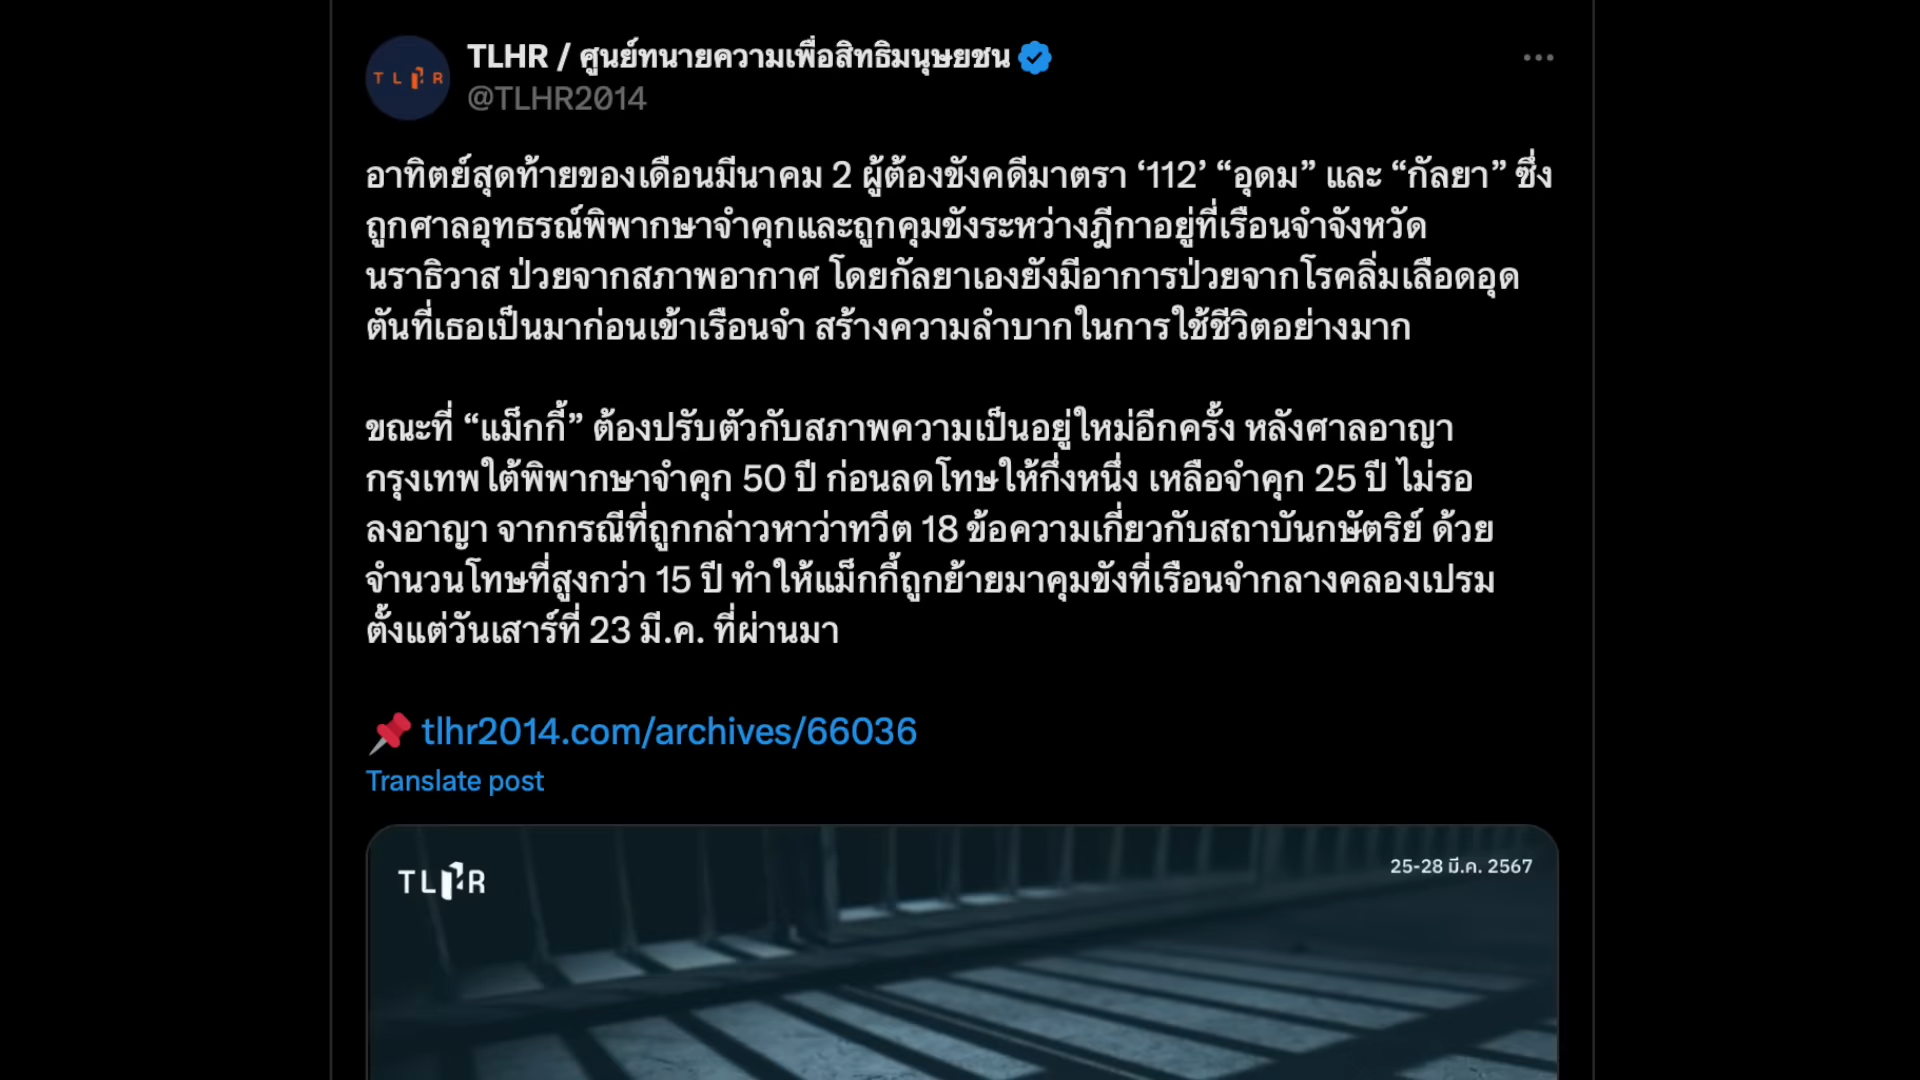 TLHR
TLHR / ศูนย์ทนายความเพื่อสิทธิมนุษยชน
@TLHR2014
อาทิตย์สุดท้ายของเดือนมีนาคม 2 ผู้ต้องขังคดีมาตรา ‘112’ “อุดม” และ “กัลยา” ซึ่ง
ถูกศาลอุทธรณ์พิพากษาจำคุกและถูกคุมขังระหว่างฎีกาอยู่ที่เรือนจำจังหวัด
นราธิวาส ป่วยจากสภาพอากาศ โดยกัลยาเองยังมีอาการป่วยจากโรคลิ่มเลือดอุด
ตันที่เธอเป็นมาก่อนเข้าเรือนจำ สร้างความลำบากในการใช้ชีวิตอย่างมาก
ขณะที่ “แม็กกี้” ต้องปรับตัวกับสภาพความเป็นอยู่ใหม่อีกครั้ง หลังศาลอาญา
กรุงเทพใต้พิพากษาจำคุก 50 ปี ก่อนลดโทษให้กึ่งหนึ่ง เหลือจำคุก 25 ปี ไม่รอ
ลงอาญา จากกรณีที่ถูกกล่าวหาว่าทวีต 18 ข้อความเกี่ยวกับสถาบันกษัตริย์ ด้วย
จำนวนโทษที่สูงกว่า 15 ปี ทำให้แม็กกี้ถูกย้ายมาคุมขังที่เรือนจำกลางคลองเปรม
ตั้งแต่วันเสาร์ที่ 23 มี.ค. ที่ผ่านมา
tlhr2014.com/archives/66036
Translate post
TLHR
25-28 มี.ค. 2567